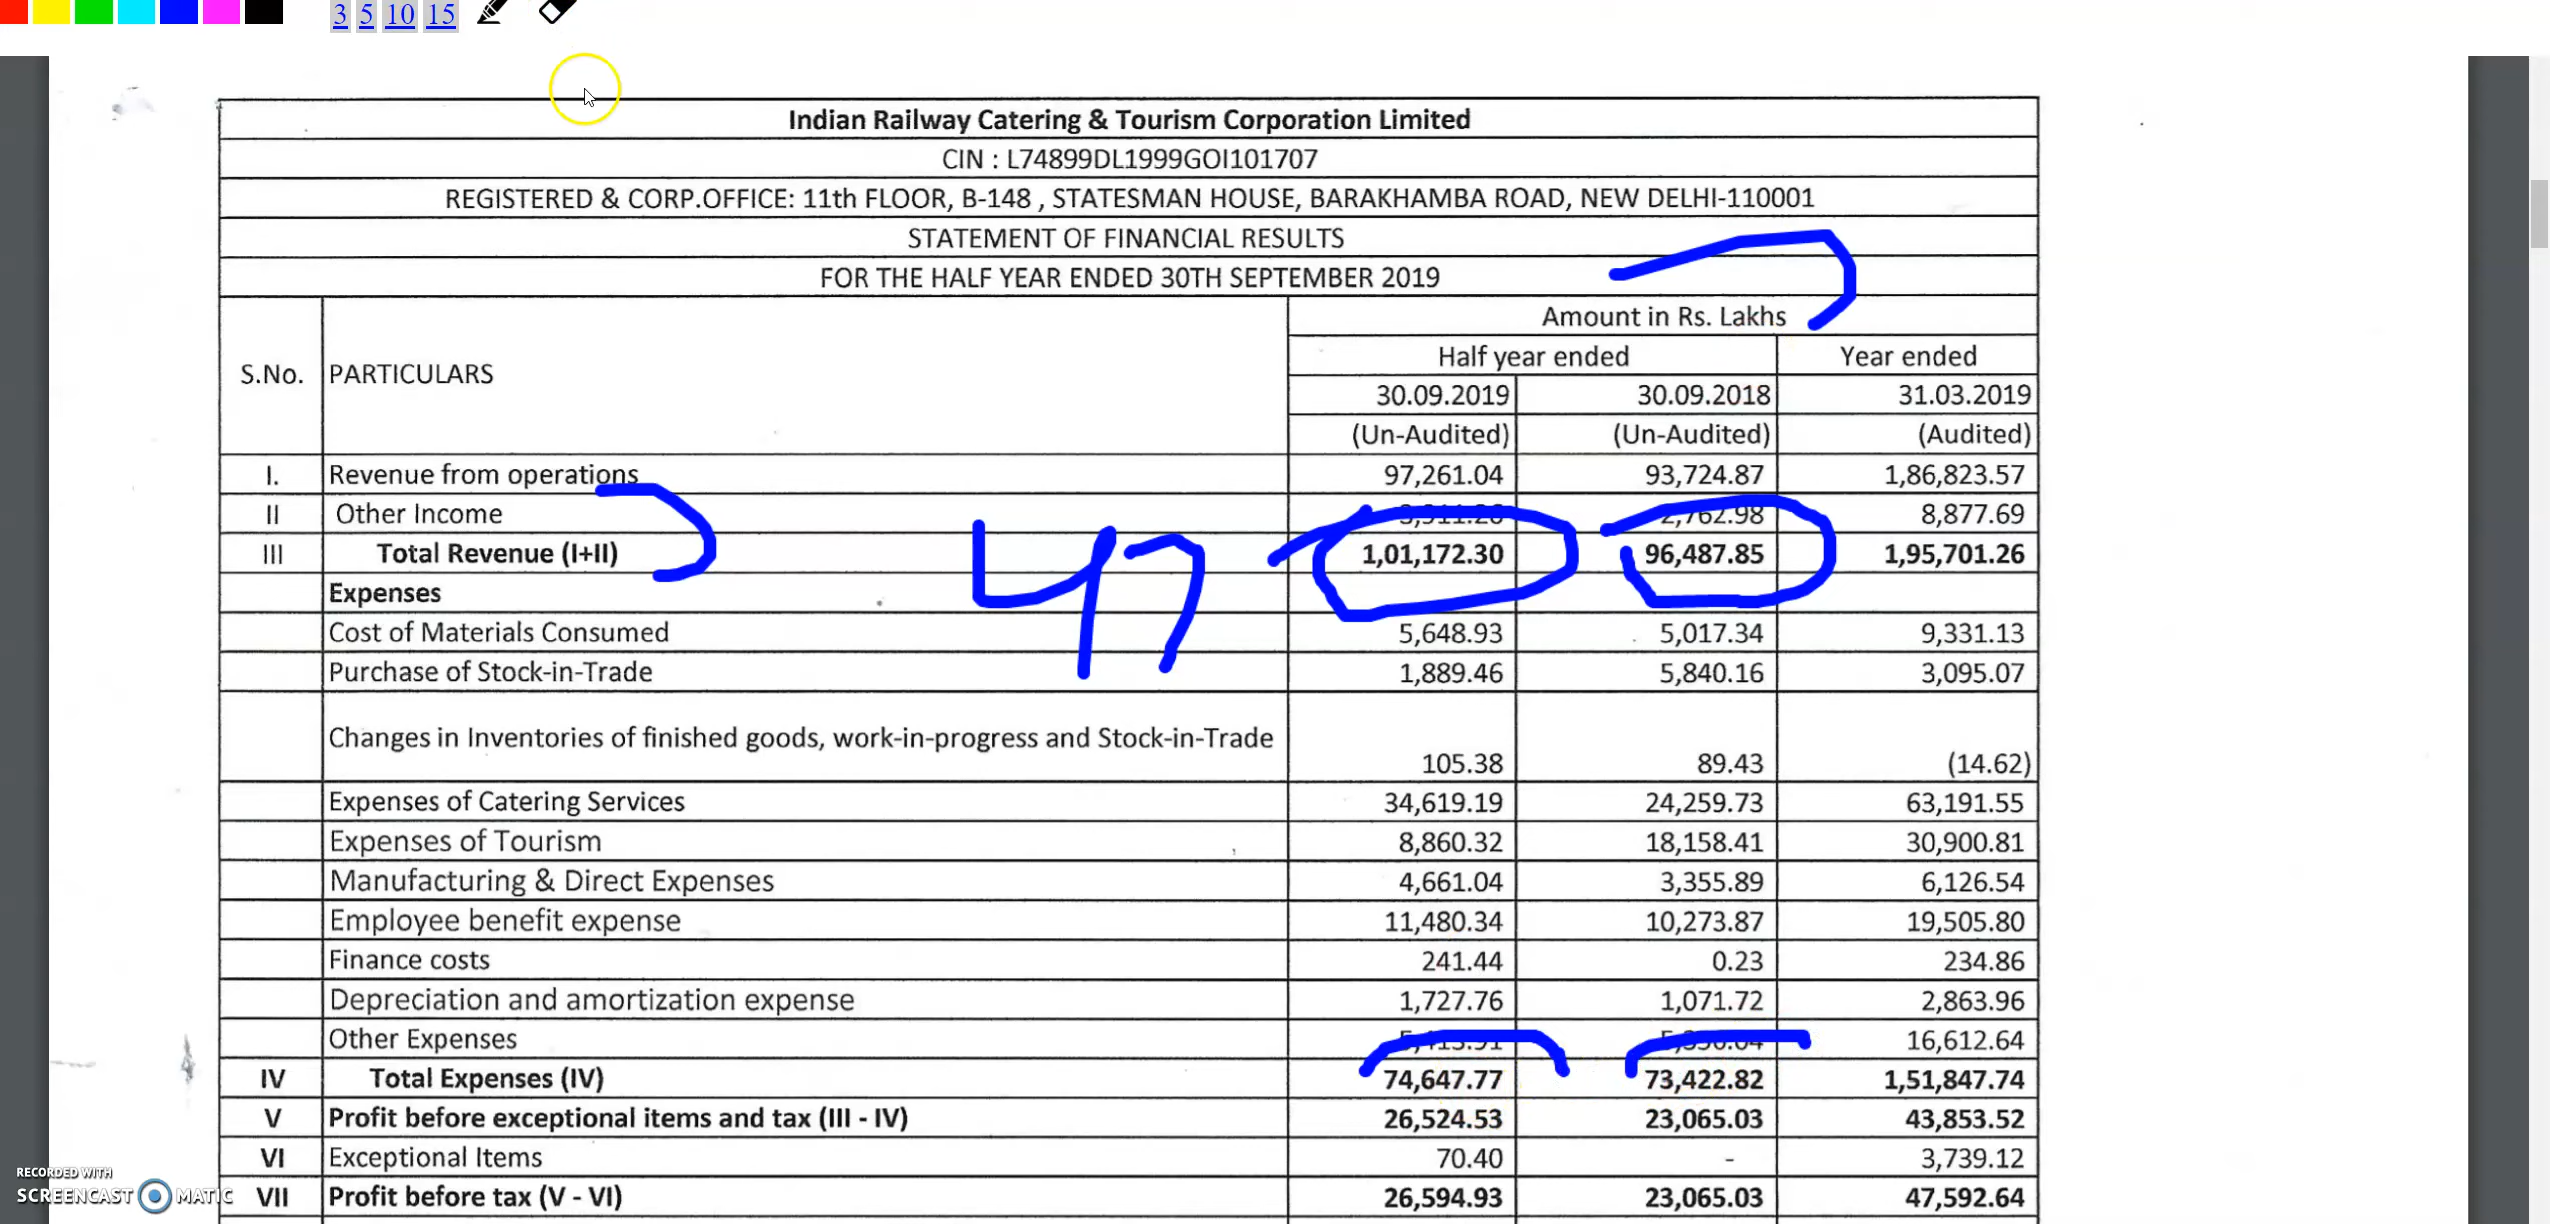 3 5 10 15
Indian Railway Catering & Tourism Corporation Limited
CIN : L74899DL1999GOI101707
REGISTERED & CORP.OFFICE: 11th FLOOR, B-148 , STATESMAN HOUSE, BARAKHAMBA ROAD, NEW DELHI-110001
STATEMENT OF FINANCIAL RESULTS
FOR THE HALF YEAR ENDED 30TH SEPTEMBER 2019
Amount in Rs. Lakhs
Half year ended Year ended
S.No. PARTICULARS
30.09.2019 30.09.2018 31.03.2019
(Un-Audited) (Un-Audited) (Audited)
I. Revenue from operations 97,261.04 93,724.87 1,86,823.57
II Other Income 2,762.98 8,877.69
47
III Total Revenue (I+II) 1,01,172.30 96,487.85 1,95,701.26
Expenses
Cost of Materials Consumed 5,648.93 5,017.34 9,331.13
Purchase of Stock-in-Trade 1,889.46 5,840.16 3,095.07
Changes in Inventories of finished goods, work-in-progress and Stock-in-Trade 105.38 89.43 (14.62)
Expenses of Catering Services 34,619.19 24,259.73 63,191.55
Expenses of Tourism 8,860.32 18,158.41 30,900.81
Manufacturing & Direct Expenses 4,661.04 3,355.89 6,126.54
Employee benefit expense 11,480.34 10,273.87 19,505.80
Finance costs 241.44 0.23 234.86
Depreciation and amortization expense 1,727.76 1,071.72 2,863.96
Other Expenses 16,612.64
IV Total Expenses (IV) 74,647.77 73,422.82 1,51,847.74
V Profit before exceptional items and tax (III - IV) 26,524.53 23,065.03 43,853.52
VI Exceptional Items 70.40 - 3,739.12
VII Profit before tax (V - VI) 26,594.93 23,065.03 47,592.64
RECORDED WITH
SCREENCAST MATIC